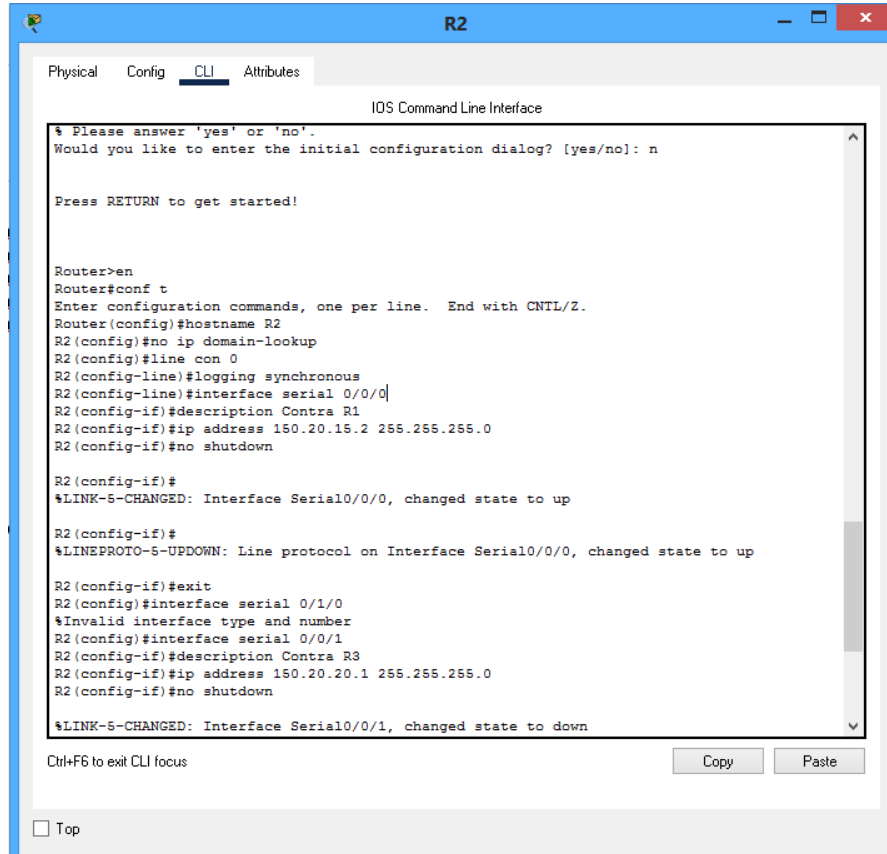 R2
Physical Config CLI Attributes
IOS Command Line Interface
% Please answer 'yes' or 'no'.
Would you like to enter the initial configuration dialog? [yes/no]: n
Press RETURN to get started!
Router>en
Router#conf t
Enter configuration commands, one per line.  End with CNTL/Z.
Router(config)#hostname R2
R2(config)#no ip domain-lookup
R2(config)#line con 0
R2(config-line)#logging synchronous
R2(config-line)#interface serial 0/0/0
R2(config-if)#description Contra R1
R2(config-if)#ip address 150.20.15.2 255.255.255.0
R2(config-if)#no shutdown
R2(config-if)#
%LINK-5-CHANGED: Interface Serial0/0/0, changed state to up
R2(config-if)#
%LINEPROTO-5-UPDOWN: Line protocol on Interface Serial0/0/0, changed state to up
R2(config-if)#exit
R2(config)#interface serial 0/1/0
%Invalid interface type and number
R2(config)#interface serial 0/0/1
R2(config-if)#description Contra R3
R2(config-if)#ip address 150.20.20.1 255.255.255.0
R2(config-if)#no shutdown
%LINK-5-CHANGED: Interface Serial0/0/1, changed state to down
Ctrl+F6 to exit CLI focus
Copy Paste
Top